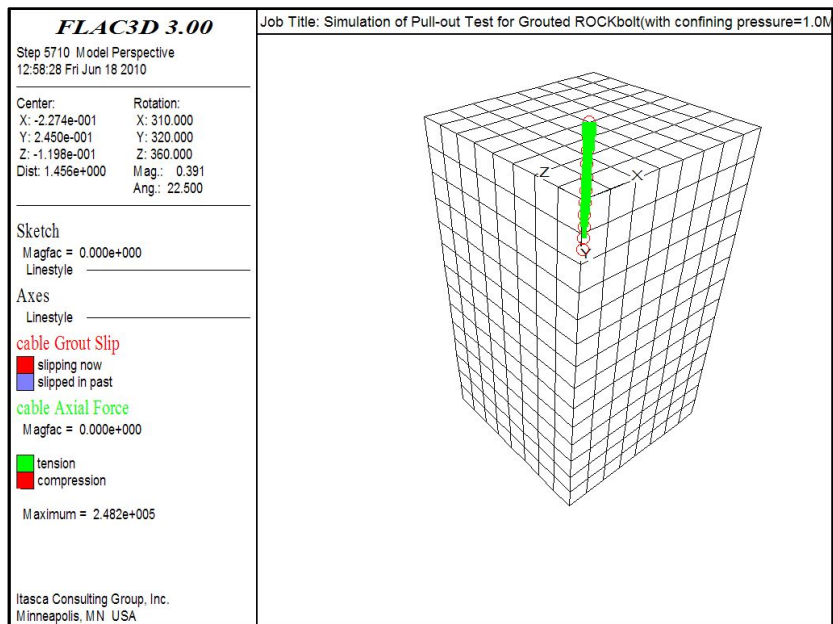 FLAC3D 3.00
Step 5710 Model Perspective
12:58:28 Fri Jun 18 2010
Center:
X: -2.274e-001
Y: 2.450e-001
Z: -1.198e-001
Dist: 1.456e+000
Rotation:
X: 310.000
Y: 320.000
Z: 360.000
Mag.: 0.391
Ang.: 22.500
Sketch
Magfac = 0.000e+000
Linestyle
Axes
Linestyle
cable Grout Slip
slipping now
slipped in past
cable Axial Force
Magfac = 0.000e+000
tension
compression
Maximum = 2.482e+005
Itasca Consulting Group, Inc.
Minneapolis, MN USA
Job Title: Simulation of Pull-out Test for Grouted ROCKbolt(with confining pressure=1.0M
Z
X
Y